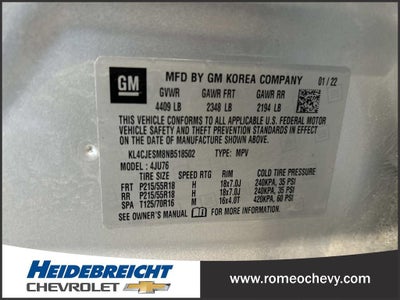 GM
MFD BY GM KOREA COMPANY 01/22
GVWR GAWR FRT GAWR RR
4409 LB 2348 LB 2194 LB
THIS VEHICLE CONFORMS TO ALL APPLICABLE U.S. FEDERAL MOTOR
VEHICLE SAFETY, BUMPER, AND THEFT PREVENTION STANDARDS IN
EFFECT ON THE DATE OF MANUFACTURE SHOWN ABOVE.
KL4CJESM8NB518502 TYPE: MPV
MODEL: 4JU76
TIRE SIZE SPEED RTG RIM COLD TIRE PRESSURE
FRT P215/55R18 H 18x7.0J 240KPA, 35 PSI
RR P215/55R18 H 18x7.0J 240KPA, 35 PSI
SPA T125/70R16 M 16x4.0T 420KPA, 60 PSI
SEE OWNER'S MANUAL FOR MORE INFORMATION.
HEIDEBREICHT
CHEVROLET
www.romeochevy.com